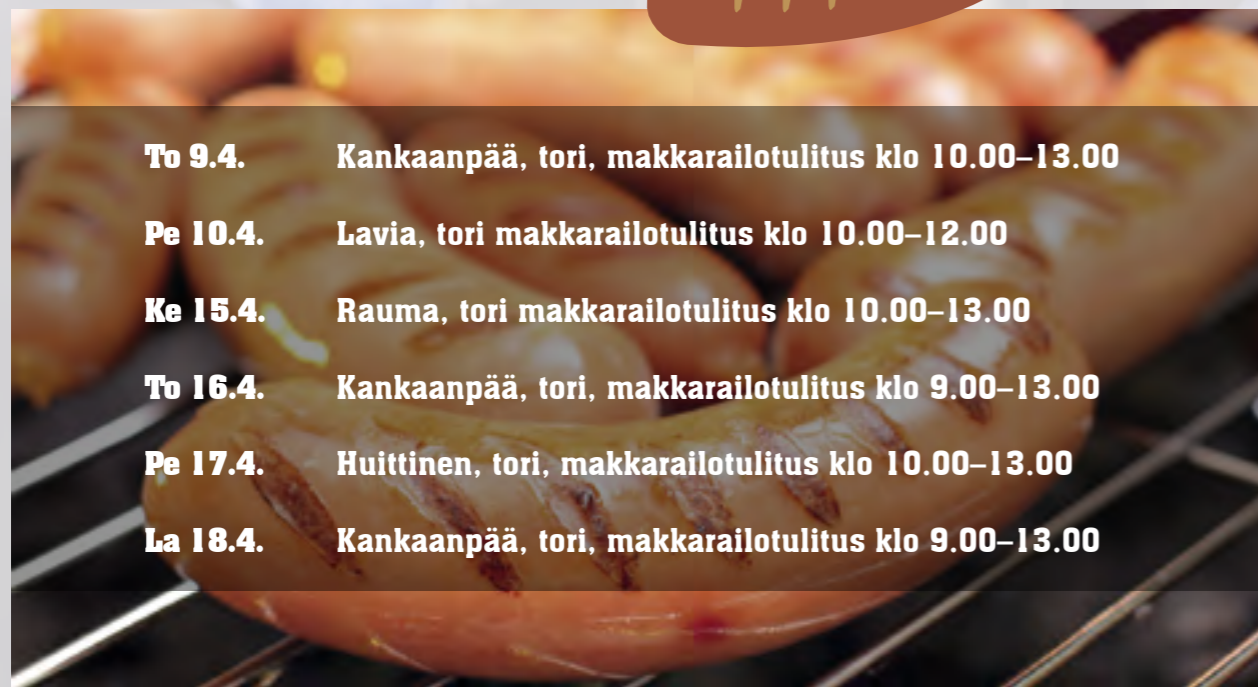 To 9.4. Kankaanpää, tori, makkarailotulitus klo 10.00–13.00
Pe 10.4. Lavia, tori makkarailotulitus klo 10.00–12.00
Ke 15.4. Rauma, tori makkarailotulitus klo 10.00–13.00
To 16.4. Kankaanpää, tori, makkarailotulitus klo 9.00–13.00
Pe 17.4. Huittinen, tori, makkarailotulitus klo 10.00–13.00
La 18.4. Kankaanpää, tori, makkarailotulitus klo 9.00–13.00